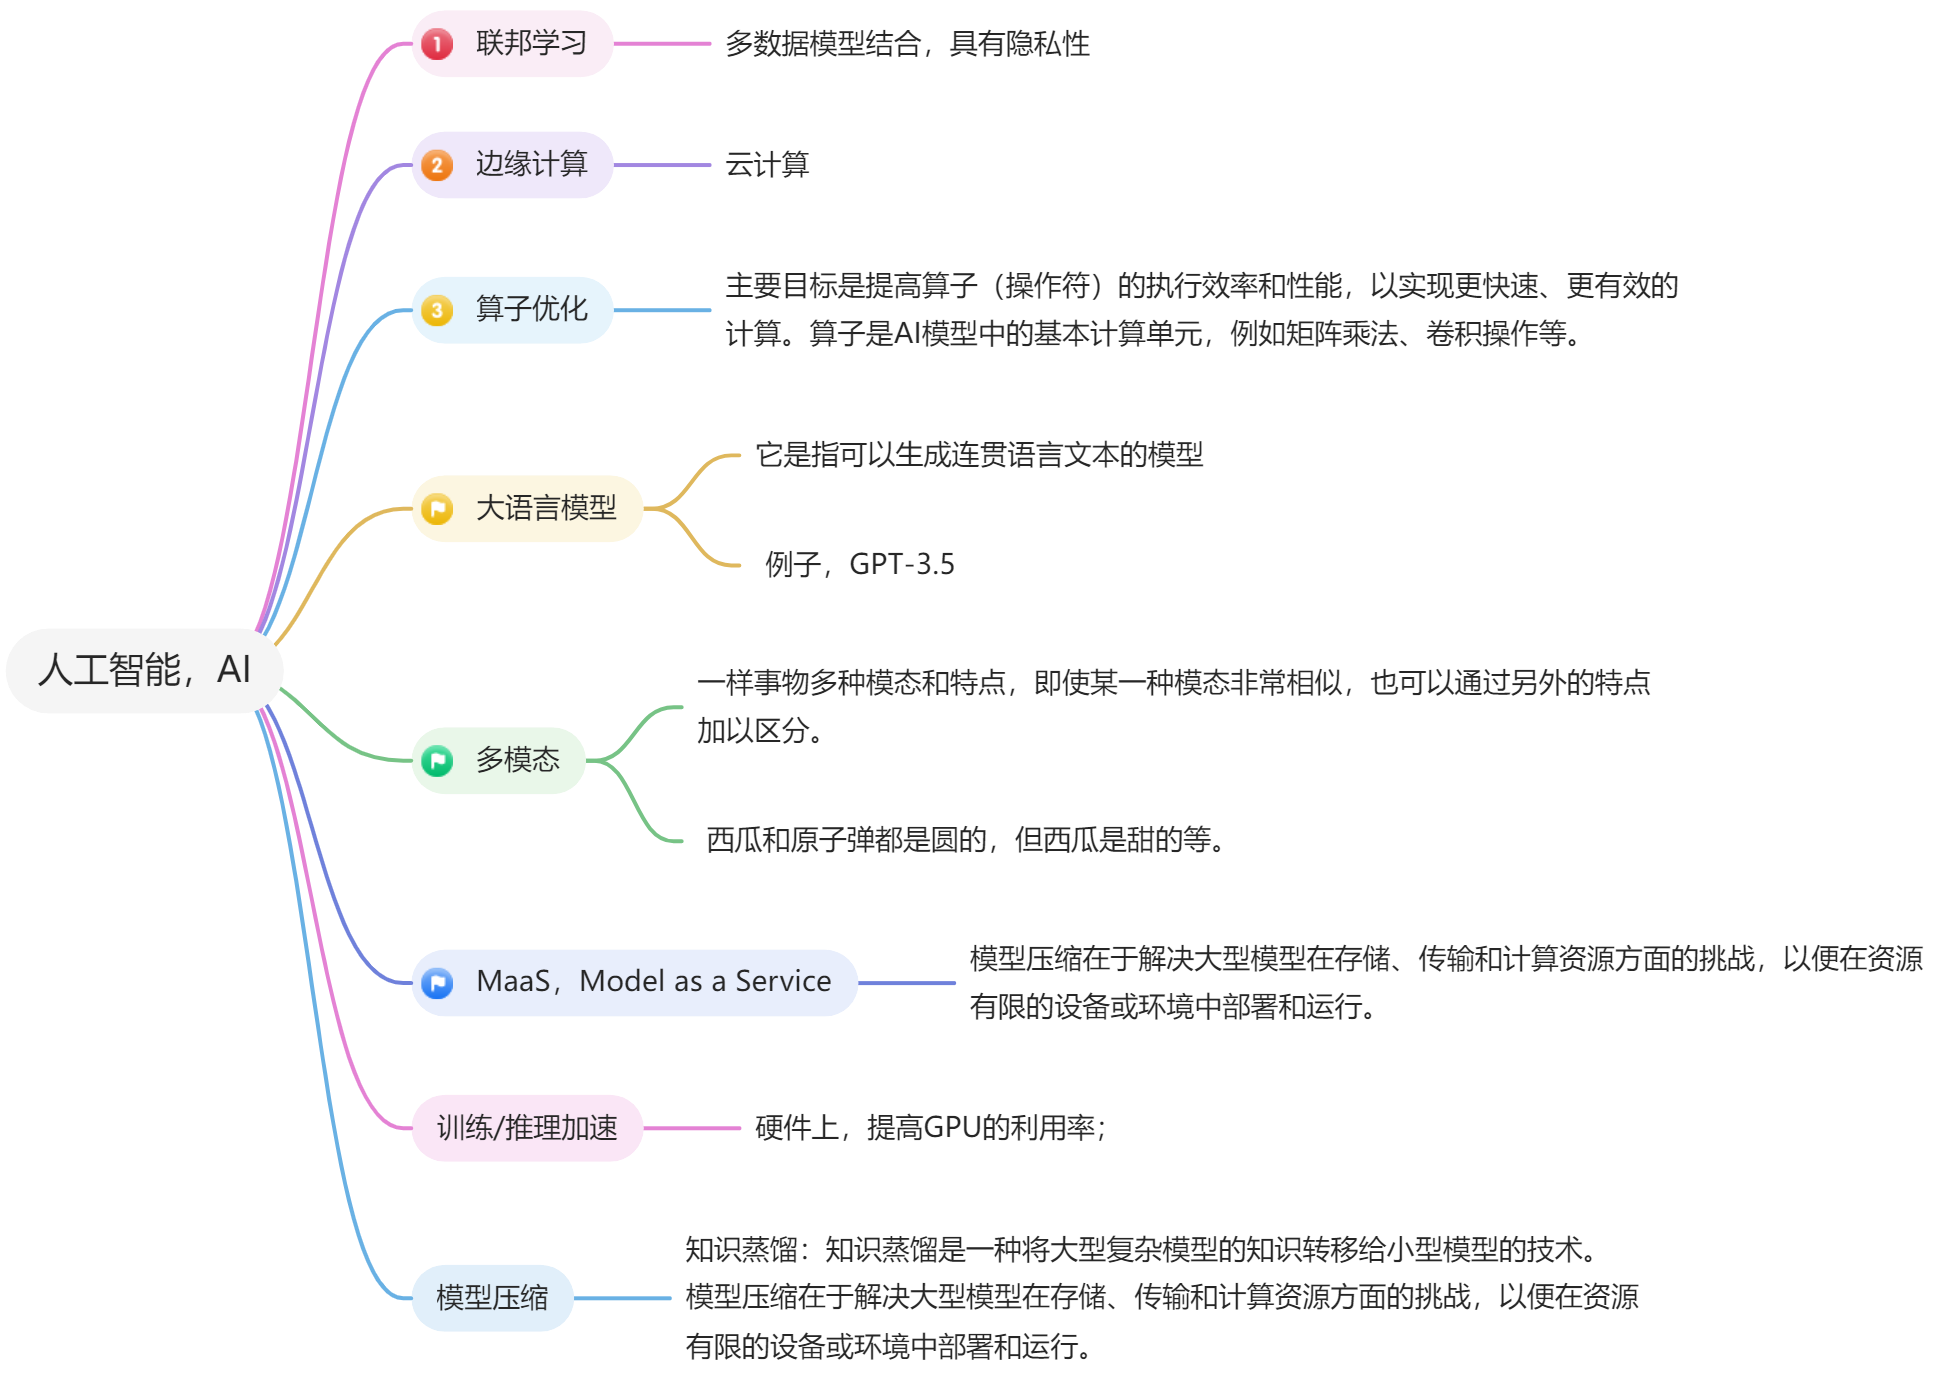 人工智能，AI
1 联邦学习
多数据模型结合，具有隐私性
2 边缘计算
云计算
3 算子优化
主要目标是提高算子（操作符）的执行效率和性能，以实现更快速、更有效的
计算。算子是AI模型中的基本计算单元，例如矩阵乘法、卷积操作等。
大语言模型
它是指可以生成连贯语言文本的模型
例子，GPT-3.5
多模态
一样事物多种模态和特点，即使某一种模态非常相似，也可以通过另外的特点
加以区分。
西瓜和原子弹都是圆的，但西瓜是甜的等。
MaaS，Model as a Service
模型压缩在于解决大型模型在存储、传输和计算资源方面的挑战，以便在资源
有限的设备或环境中部署和运行。
训练/推理加速
硬件上，提高GPU的利用率；
模型压缩
知识蒸馏：知识蒸馏是一种将大型复杂模型的知识转移给小型模型的技术。
模型压缩在于解决大型模型在存储、传输和计算资源方面的挑战，以便在资源
有限的设备或环境中部署和运行。